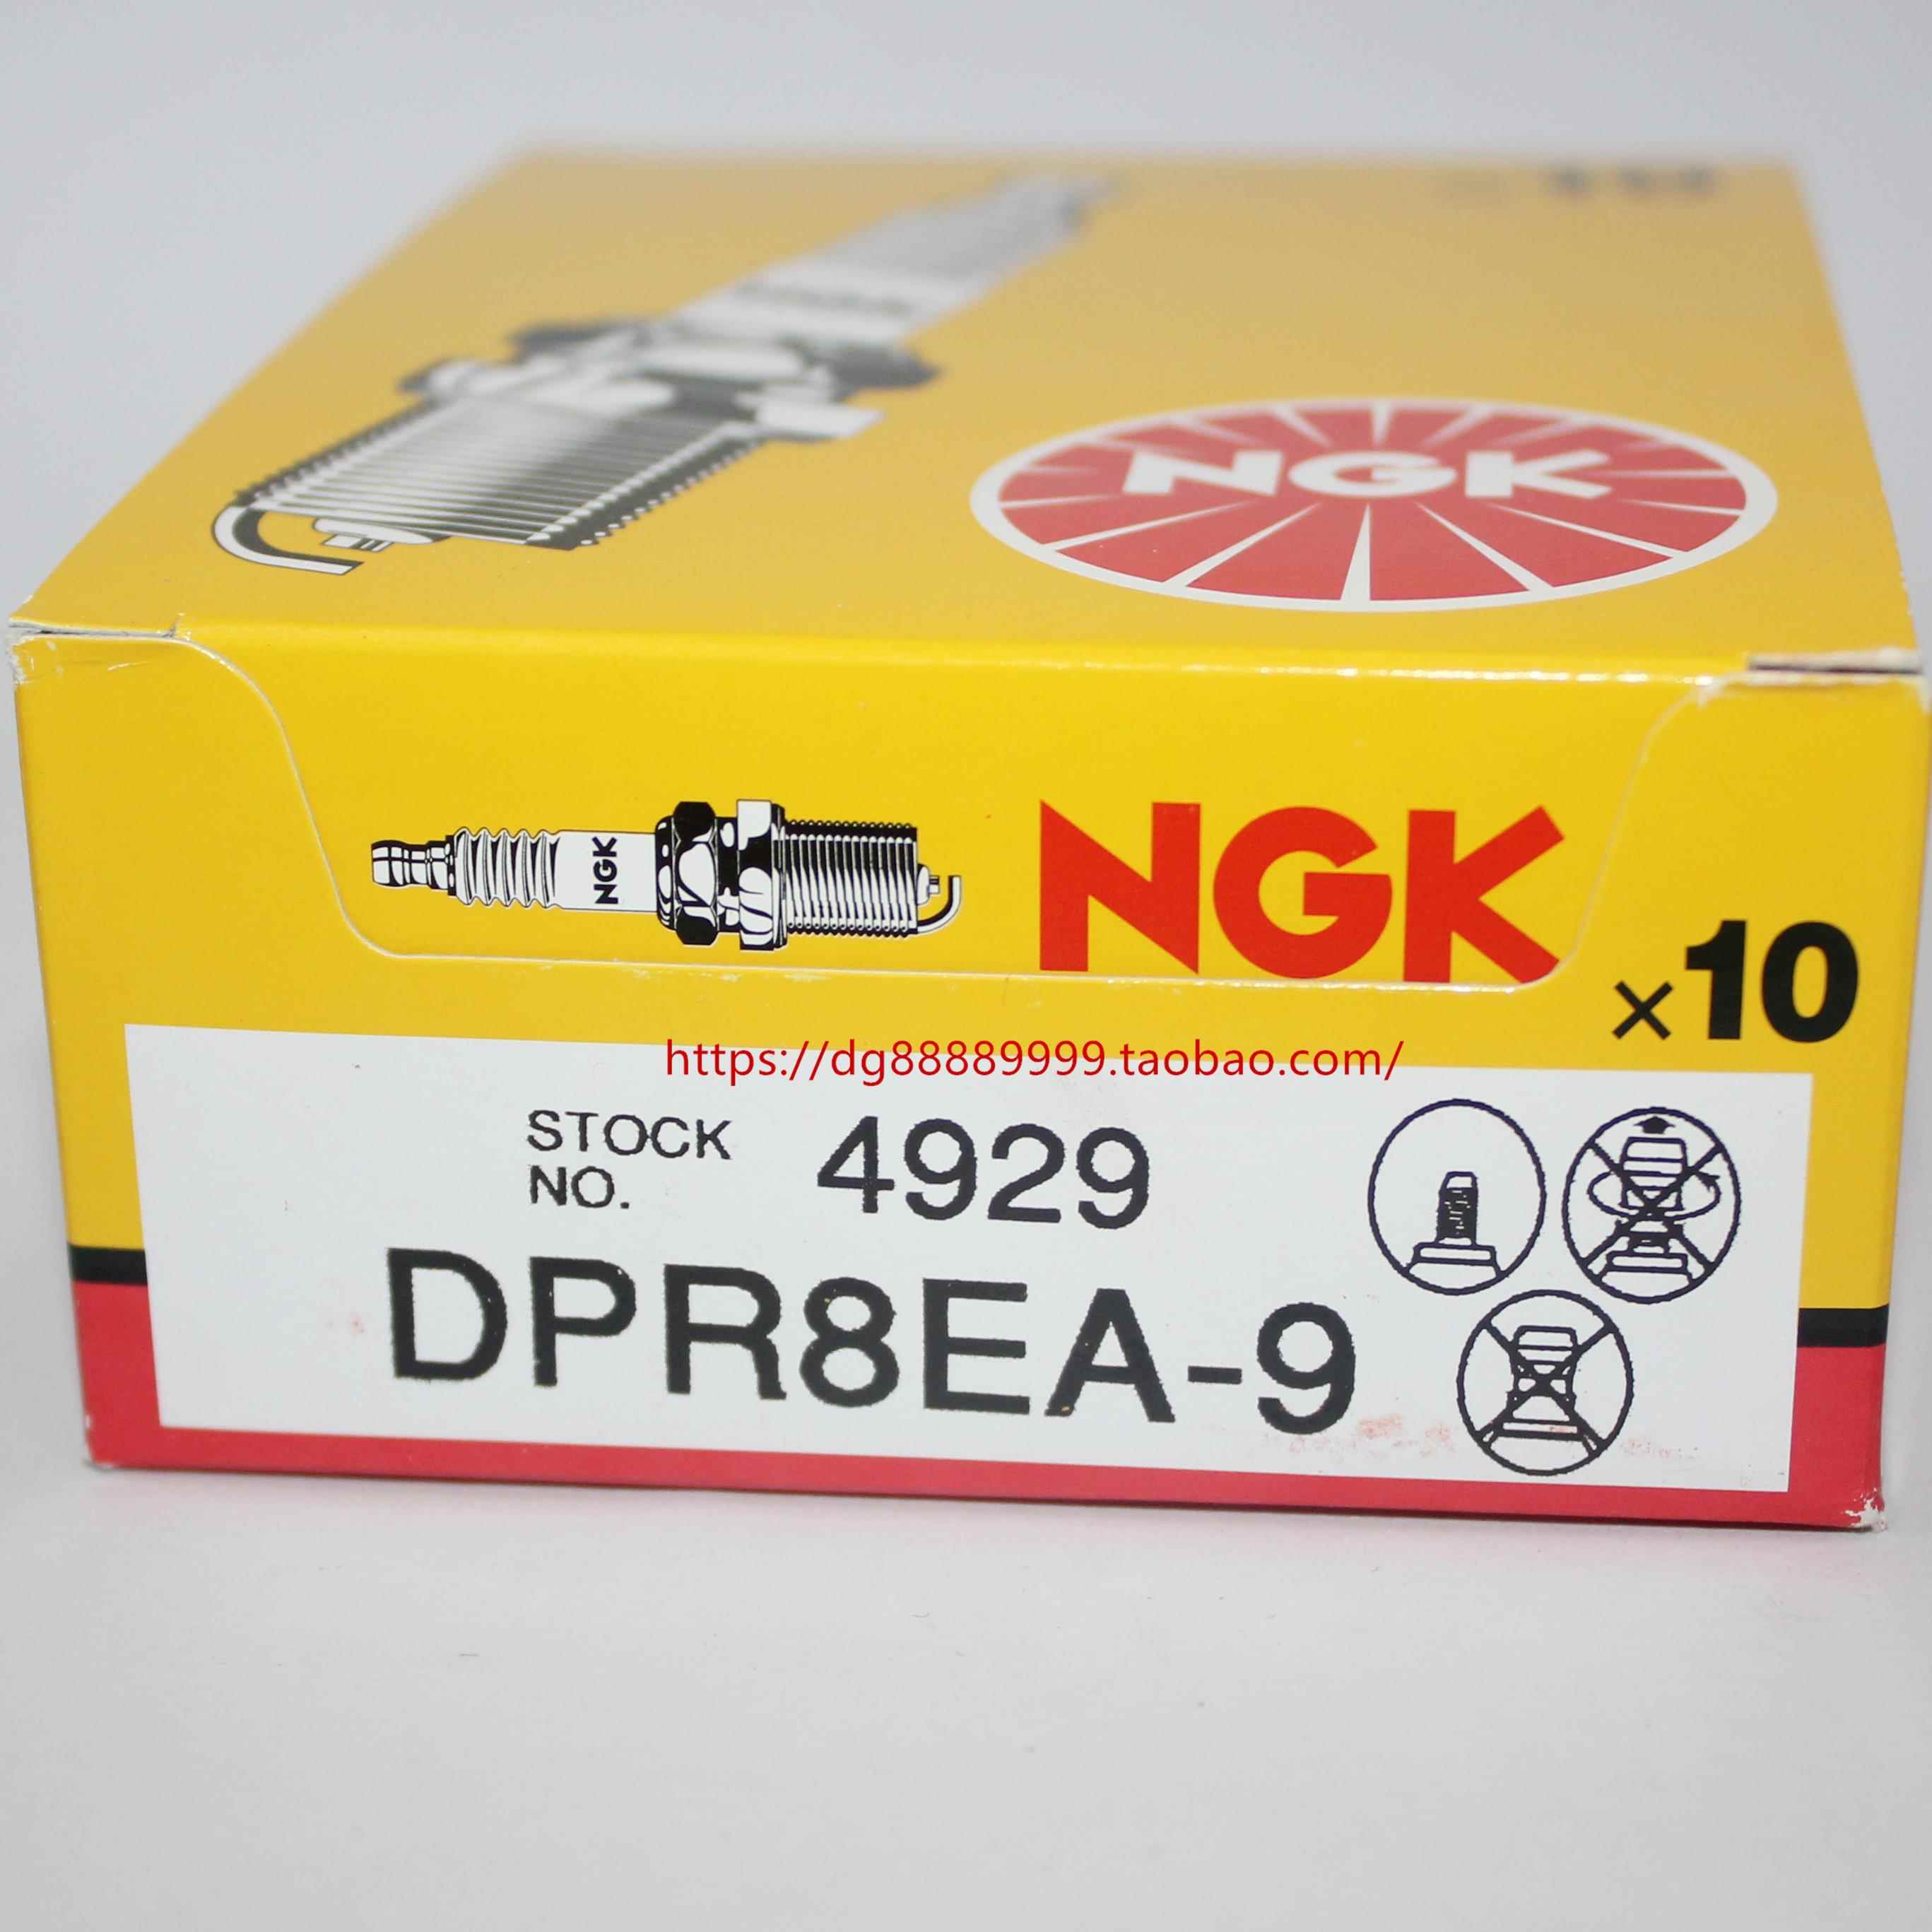 NGK
NGK
NGK
×10
https://dg88889999.taobao.com/
STOCK
NO.
4929
DPR8EA-9